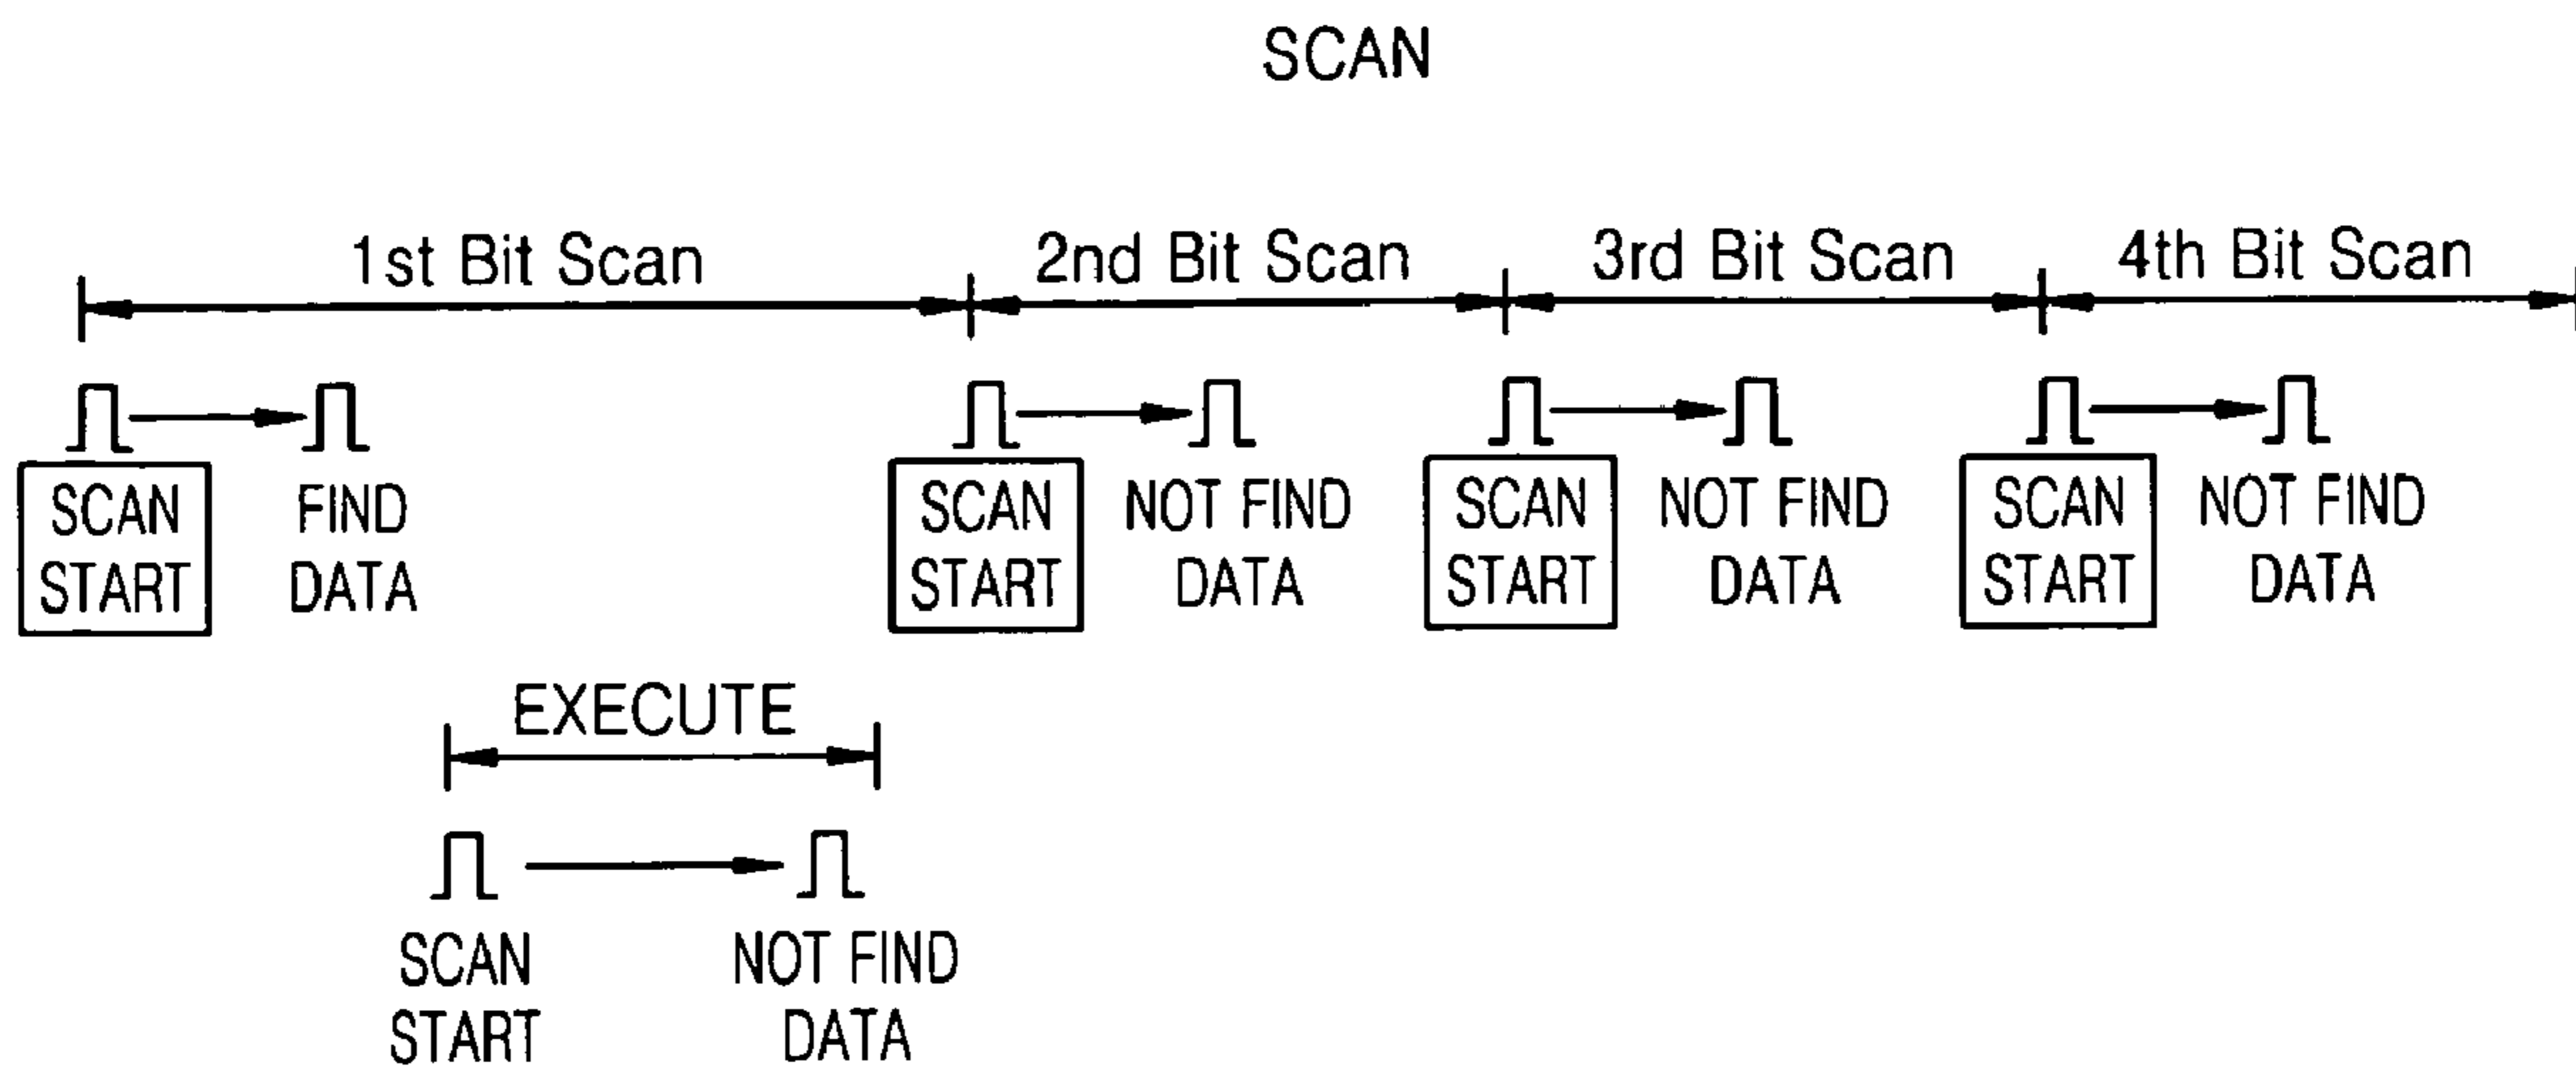 SCAN
1st Bit Scan 2nd Bit Scan 3rd Bit Scan 4th Bit Scan
SCAN FIND SCAN NOT FIND SCAN NOT FIND SCAN NOT FIND
START DATA START DATA START DATA START DATA
EXECUTE
SCAN NOT FIND
START DATA